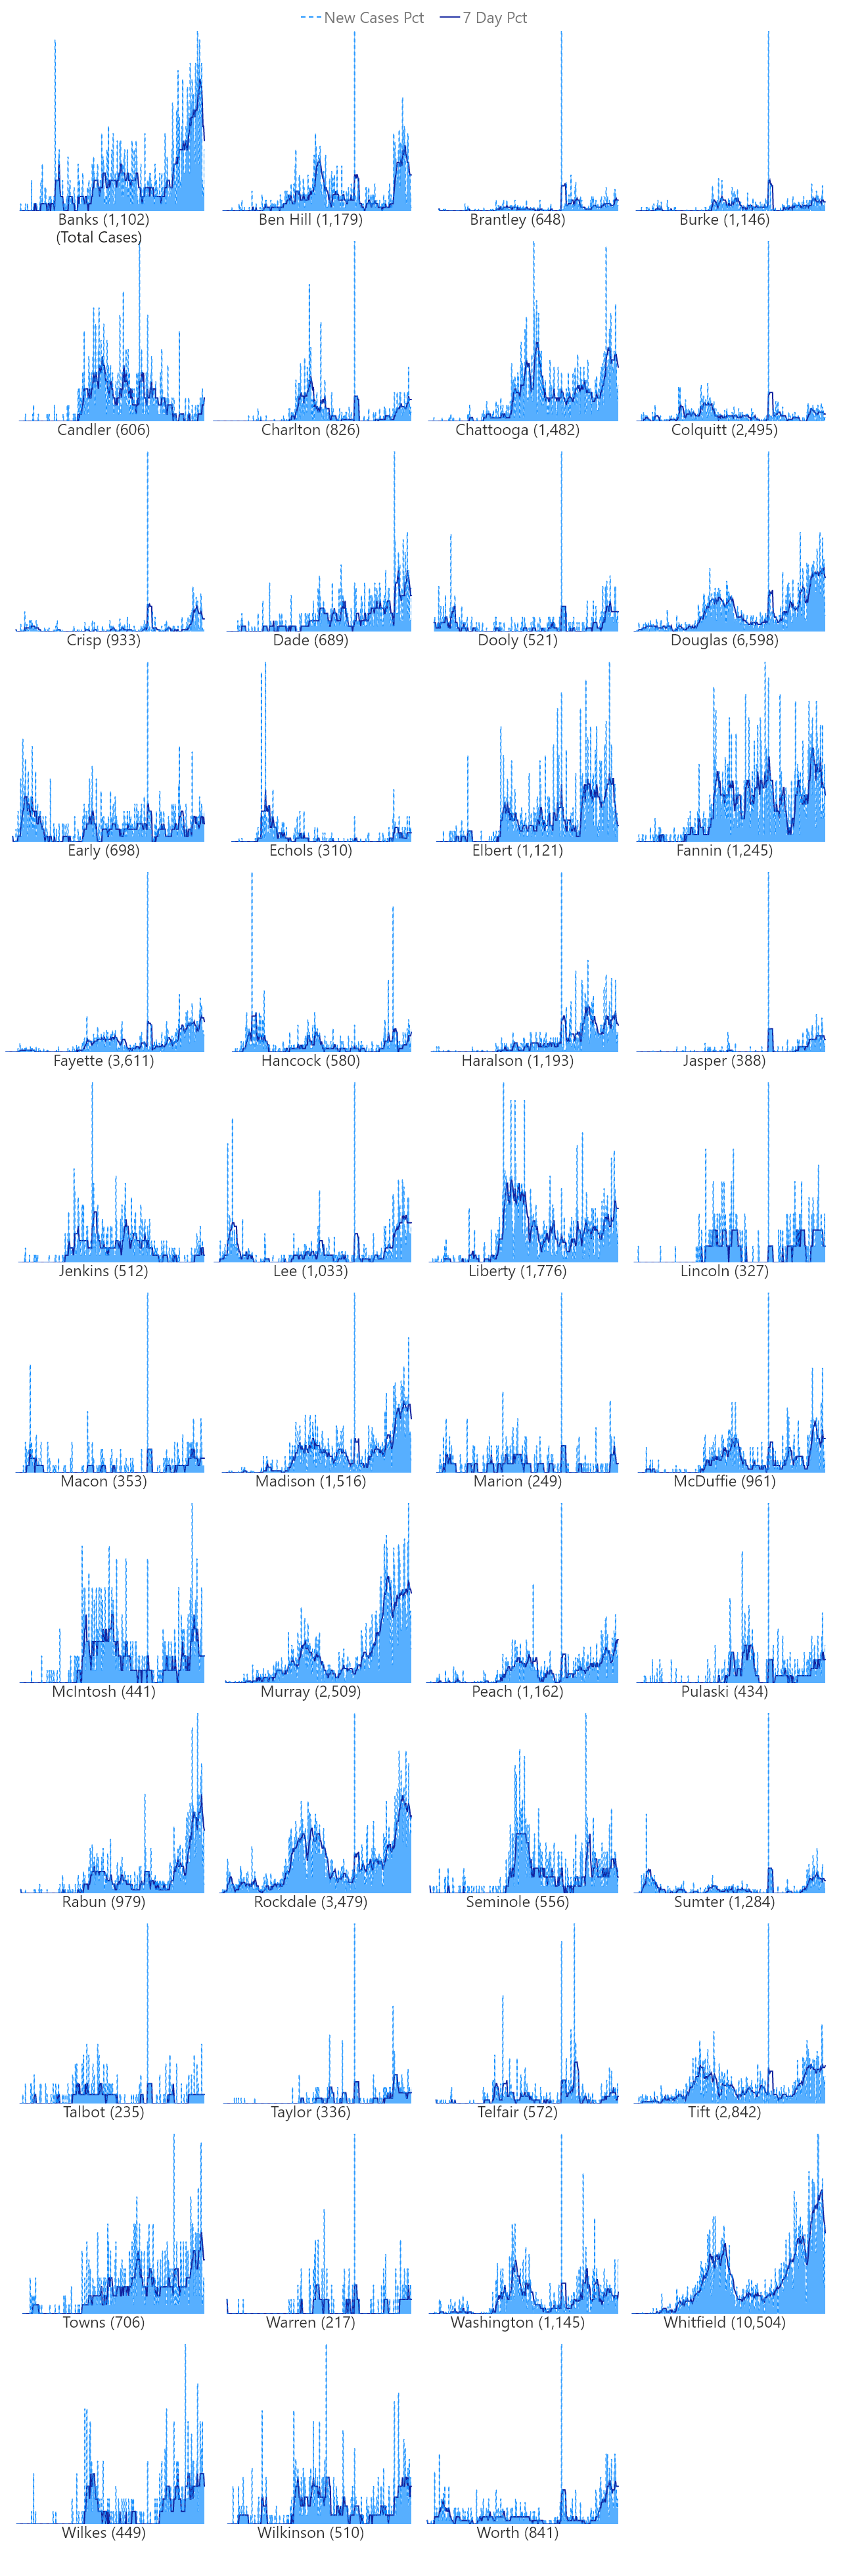 New Cases Pct 7 Day Pct
Banks (1,102) Ben Hill (1,179) Brantley (648) Burke (1,146)
(Total Cases)
Candler (606) Charlton (826) Chattooga (1,482) Colquitt (2,495)
Crisp (933) Dade (689) Dooly (521) Douglas (6,598)
Early (698) Echols (310) Elbert (1,121) Fannin (1,245)
Fayette (3,611) Hancock (580) Haralson (1,193) Jasper (388)
Jenkins (512) Lee (1,033) Liberty (1,776) Lincoln (327)
Macon (353) Madison (1,516) Marion (249) McDuffie (961)
McIntosh (441) Murray (2,509) Peach (1,162) Pulaski (434)
Rabun (979) Rockdale (3,479) Seminole (556) Sumter (1,284)
Talbot (235) Taylor (336) Telfair (572) Tift (2,842)
Towns (706) Warren (217) Washington (1,145) Whitfield (10,504)
Wilkes (449) Wilkinson (510) Worth (841)